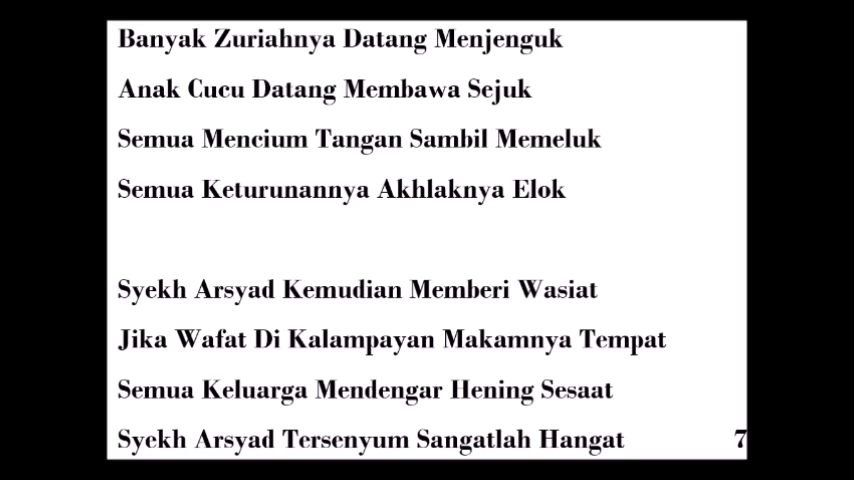 Banyak Zuriahnya Datang Menjenguk
Anak Cucu Datang Membawa Sejuk
Semua Mencium Tangan Sambil Memeluk
Semua Keturunannya Akhlaknya Elok
Syekh Arsyad Kemudian Memberi Wasiat
Jika Wafat Di Kalampayan Makamnya Tempat
Semua Keluarga Mendengar Hening Sesaat
Syekh Arsyad Tersenyum Sangatlah Hangat
7